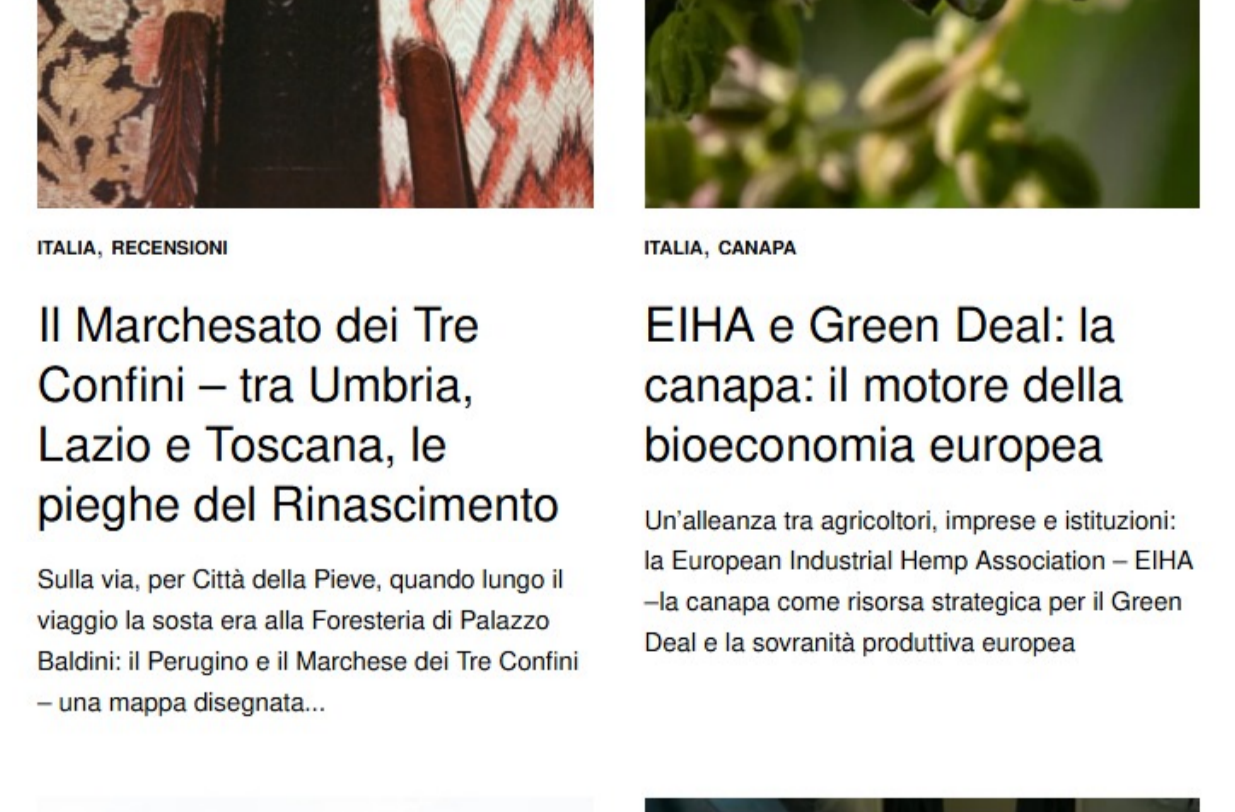 ITALIA, RECENSIONI
Il Marchesato dei Tre
Confini – tra Umbria,
Lazio e Toscana, le
pieghe del Rinascimento
Sulla via, per Città della Pieve, quando lungo il
viaggio la sosta era alla Foresteria di Palazzo
Baldini: il Perugino e il Marchese dei Tre Confini
– una mappa disegnata...
ITALIA, CANAPA
EIHA e Green Deal: la
canapa: il motore della
bioeconomia europea
Un’alleanza tra agricoltori, imprese e istituzioni:
la European Industrial Hemp Association – EIHA
–la canapa come risorsa strategica per il Green
Deal e la sovranità produttiva europea